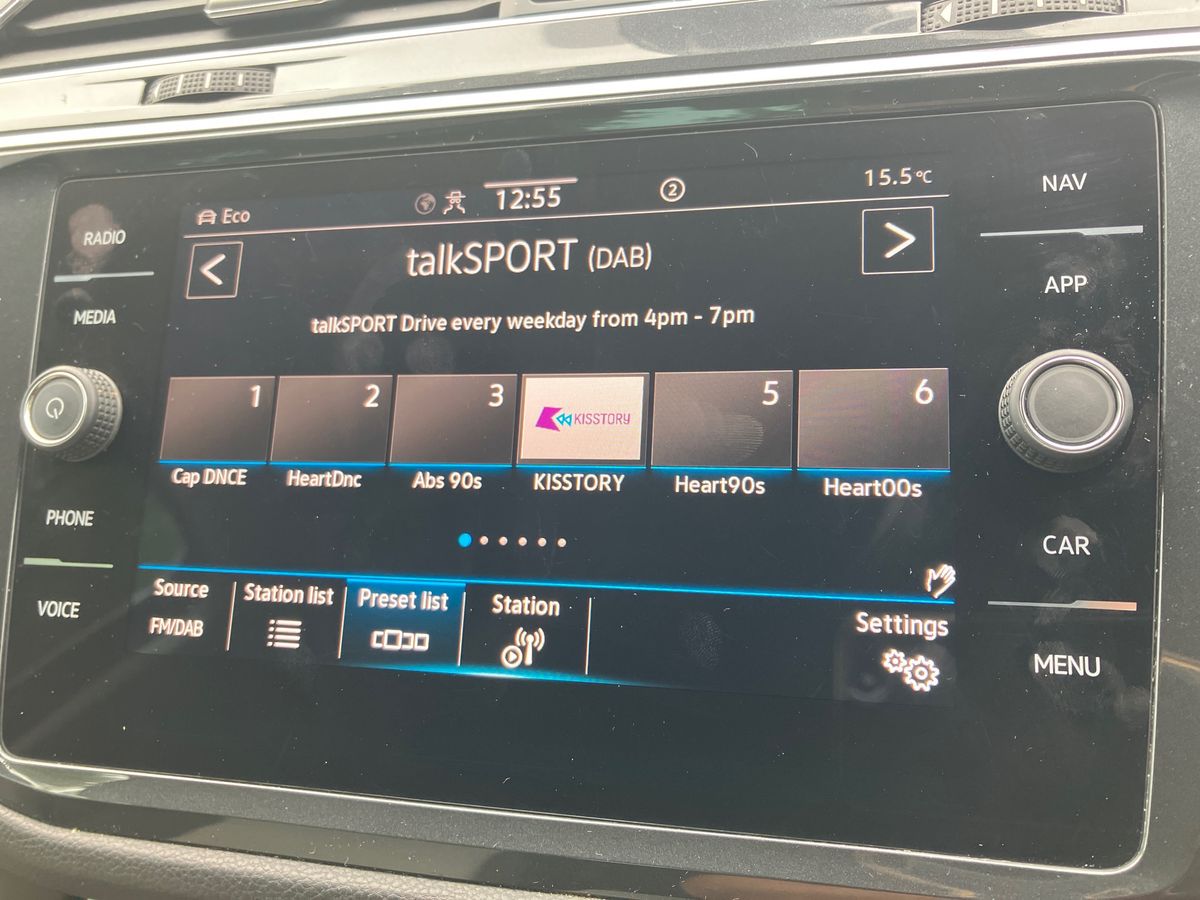 Eco 12:55 2 15.5°C
talkSPORT (DAB)
talkSPORT Drive every weekday from 4pm - 7pm
1 2 3 KISSTORY 5 6
Cap DNCE HeartDnc Abs 90s KISSTORY Heart90s Heart00s
Source Station list Preset list Station Settings
FM/DAB
RADIO
MEDIA
PHONE
VOICE
NAV
APP
CAR
MENU